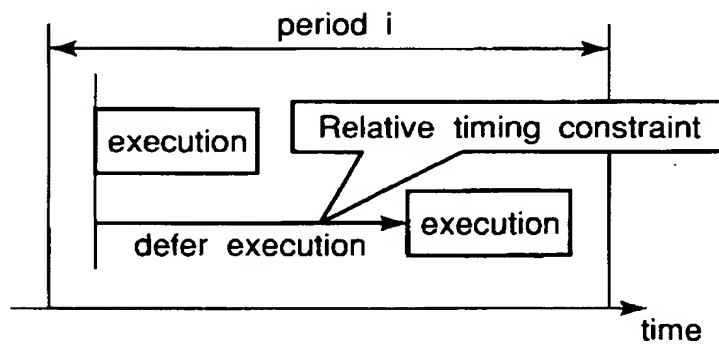 period i
execution
Relative timing constraint
execution
defer execution
time